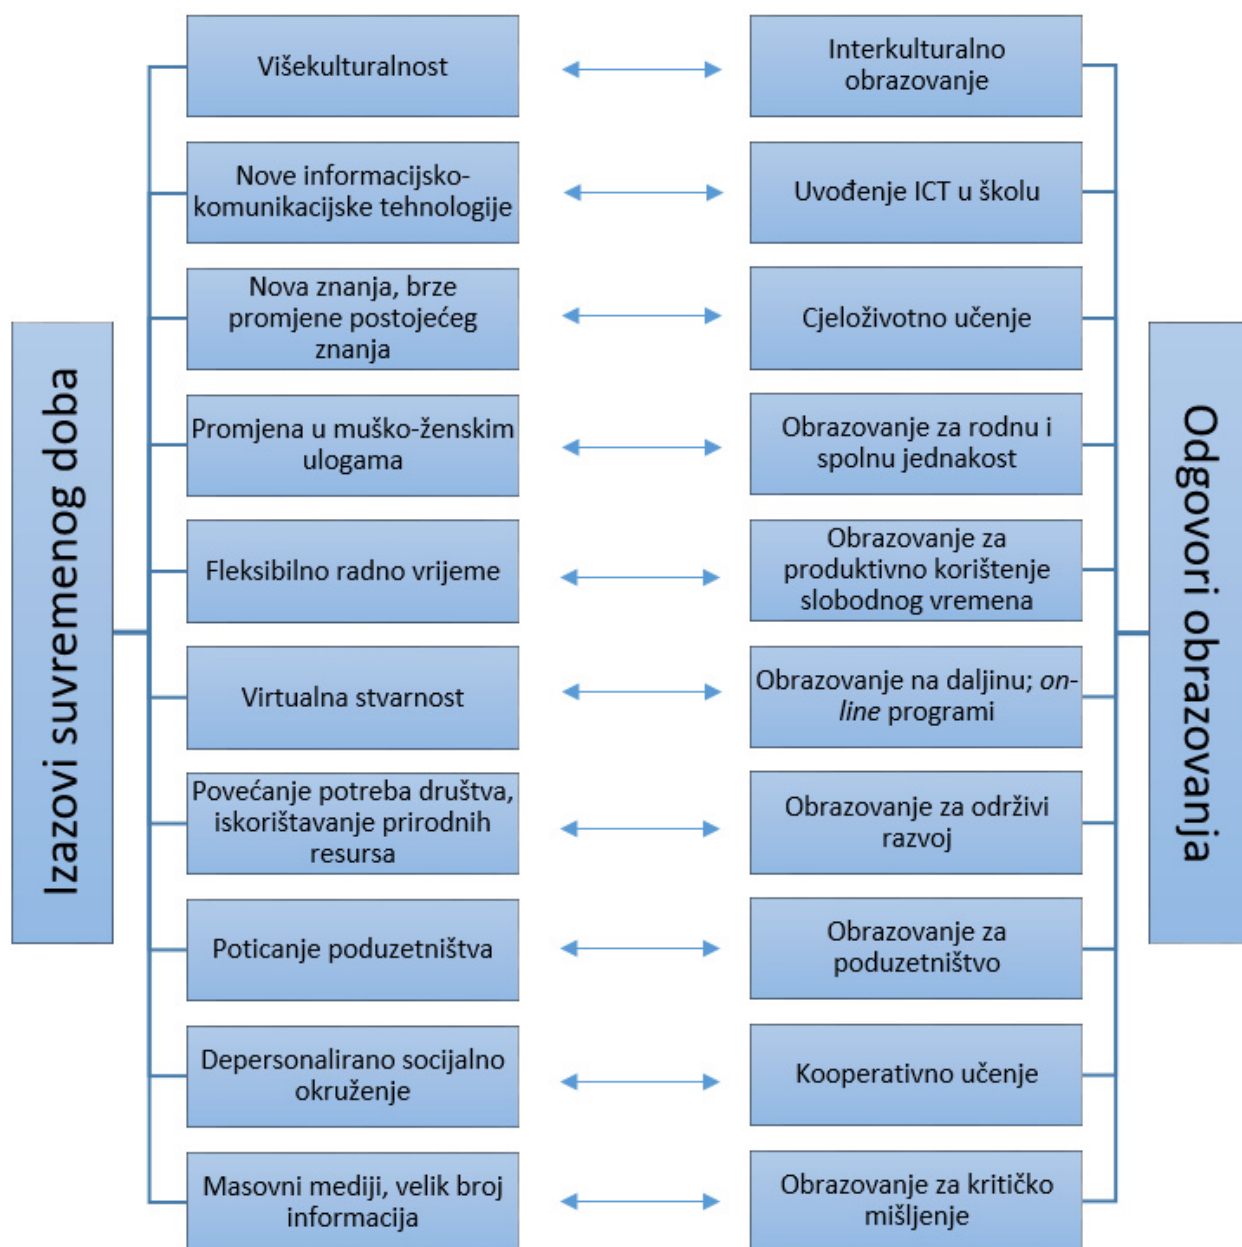 Izazovi suvremenog doba
Višekulturalnost
Interkulturalno
obrazovanje
Nove informacijsko-
komunikacijske tehnologije
Uvođenje ICT u školu
Nova znanja, brze
promjene postojećeg
znanja
Cjeloživotno učenje
Promjena u muško-ženskim
ulogama
Obrazovanje za rodnu i
spolnu jednakost
Fleksibilno radno vrijeme
Obrazovanje za
produktivno korištenje
slobodnog vremena
Virtualna stvarnost
Obrazovanje na daljinu; on-
line programi
Povećanje potreba društva,
iskorištavanje prirodnih
resursa
Obrazovanje za održivi
razvoj
Poticanje poduzetništva
Obrazovanje za
poduzetništvo
Depersonalirano socijalno
okruženje
Kooperativno učenje
Masovni mediji, velik broj
informacija
Obrazovanje za kritičko
mišljenje
Odgovori obrazovanja